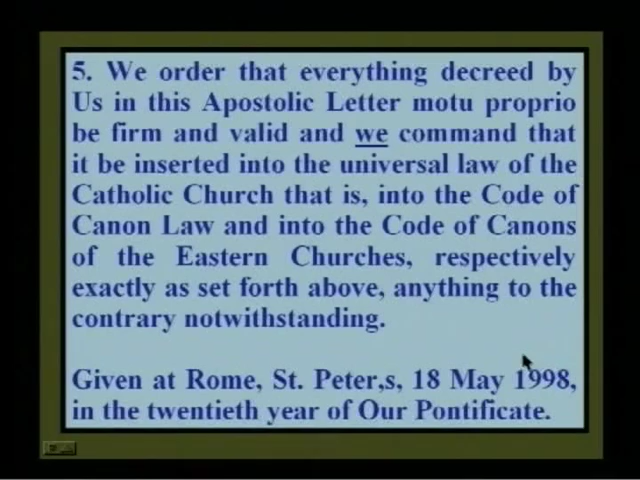 5. We order that everything decreed by
Us in this Apostolic Letter motu proprio
be firm and valid and we command that
it be inserted into the universal law of the
Catholic Church that is, into the Code of
Canon Law and into the Code of Canons
of the Eastern Churches, respectively
exactly as set forth above, anything to the
contrary notwithstanding.
Given at Rome, St. Peter,s, 18 May 1998,
in the twentieth year of Our Pontificate.